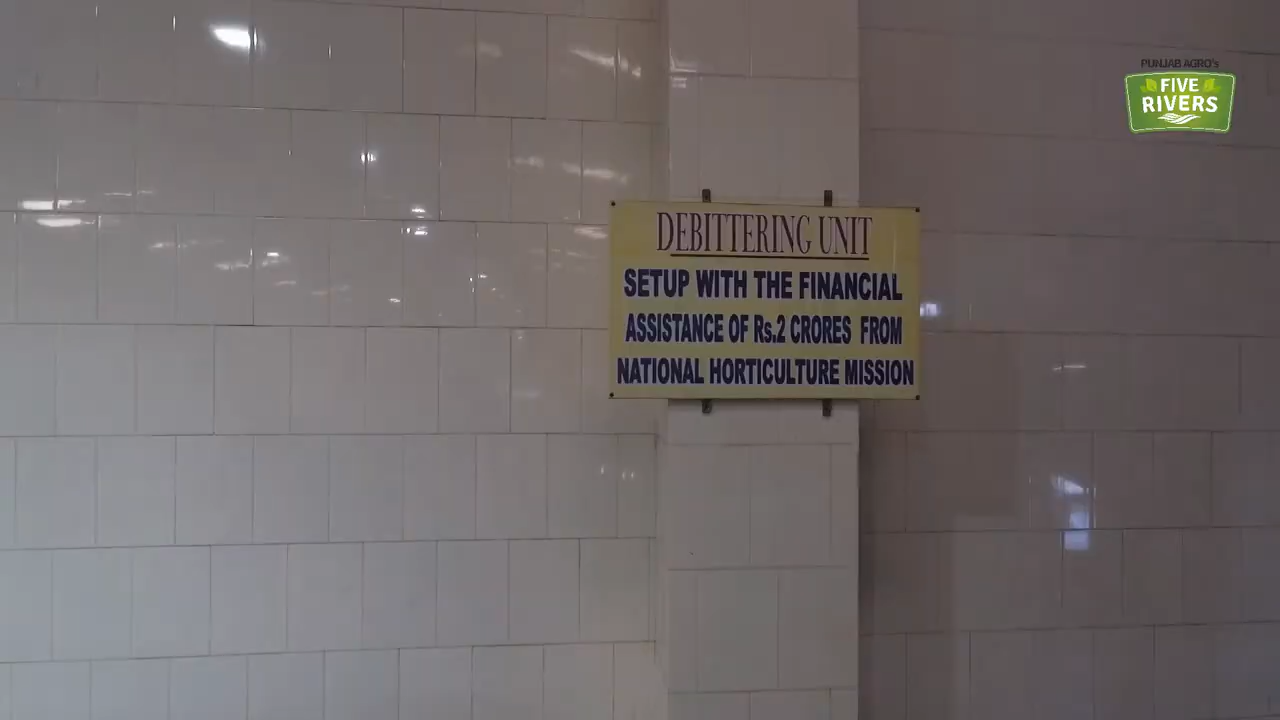 PUNJAB AGRO's
FIVE
RIVERS
DEBITTERING UNIT
SETUP WITH THE FINANCIAL
ASSISTANCE OF Rs.2 CRORES FROM
NATIONAL HORTICULTURE MISSION